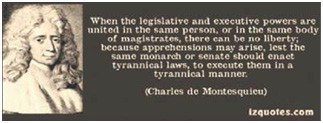 When the legislative and executive powers are
united in the same person, or in the same body
of magistrates, there can be no liberty;
because apprehensions may arise, lest the
same monarch or senate should enact
tyrannical laws, to execute them in a
tyrannical manner.
(Charles de Montesquieu)
izquotes.com